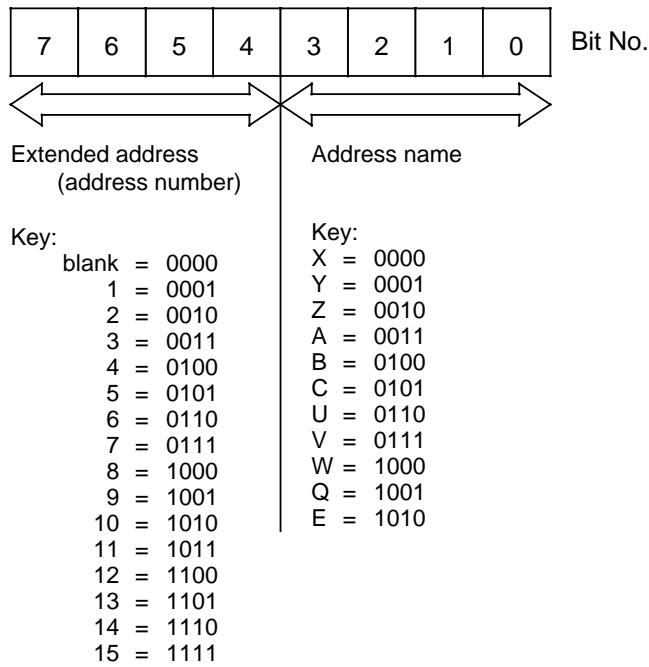 7 6 5 4 3 2 1 0 Bit No.
Extended address
(address number)
Key:
blank = 0000
1 = 0001
2 = 0010
3 = 0011
4 = 0100
5 = 0101
6 = 0110
7 = 0111
8 = 1000
9 = 1001
10 = 1010
11 = 1011
12 = 1100
13 = 1101
14 = 1110
15 = 1111
Address name
Key:
X = 0000
Y = 0001
Z = 0010
A = 0011
B = 0100
C = 0101
U = 0110
V = 0111
W = 1000
Q = 1001
E = 1010